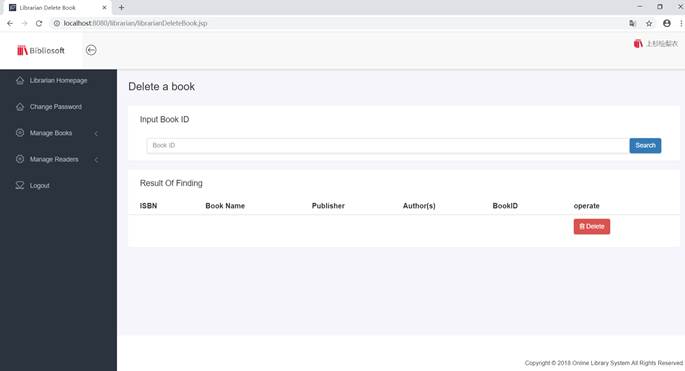 Librarian Delete Book
localhost:8080/librarian/librarianDeleteBook.jsp
Bibliosoft
上杉绘梨衣
Librarian Homepage
Change Password
Manage Books
Manage Readers
Logout
Delete a book
Input Book ID
Book ID Search
Result Of Finding
ISBN Book Name Publisher Author(s) BookID operate
Delete
Copyright © 2018 Online Library System All Rights Reserved